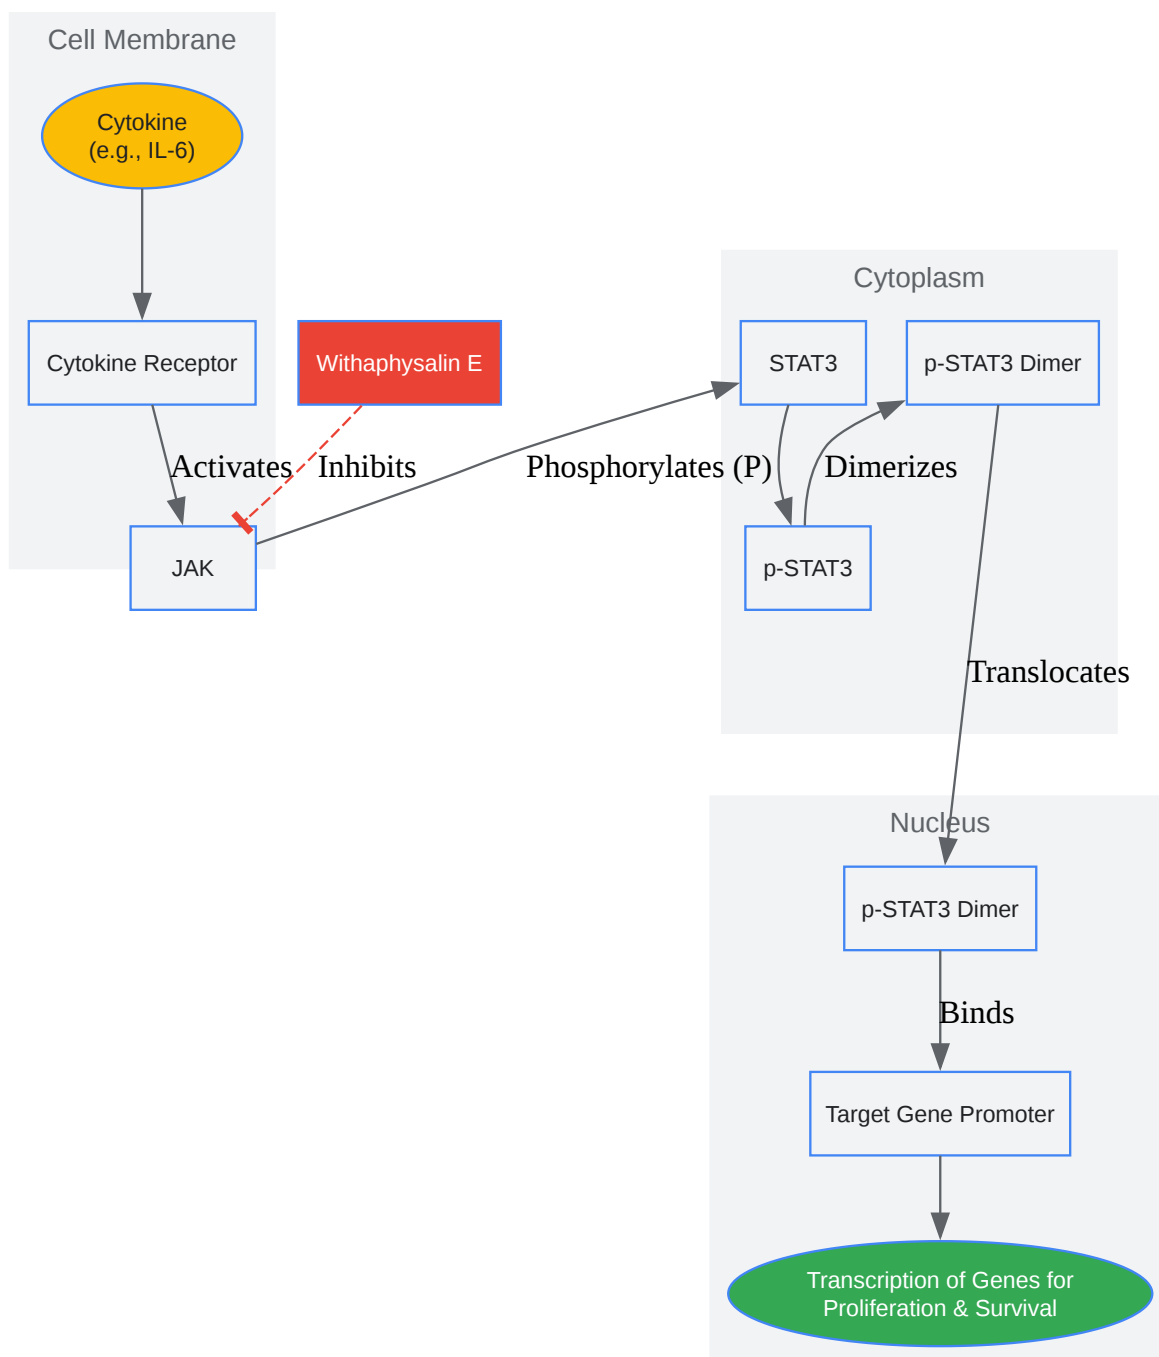 Cell Membrane
Cytokine
(e.g., IL-6)
Cytokine Receptor
Withaphysalin E
Activates
Inhibits
JAK
Phosphorylates (P)
Cytoplasm
STAT3
p-STAT3 Dimer
Dimerizes
p-STAT3
Translocates
Nucleus
p-STAT3 Dimer
Binds
Target Gene Promoter
Transcription of Genes for
Proliferation & Survival